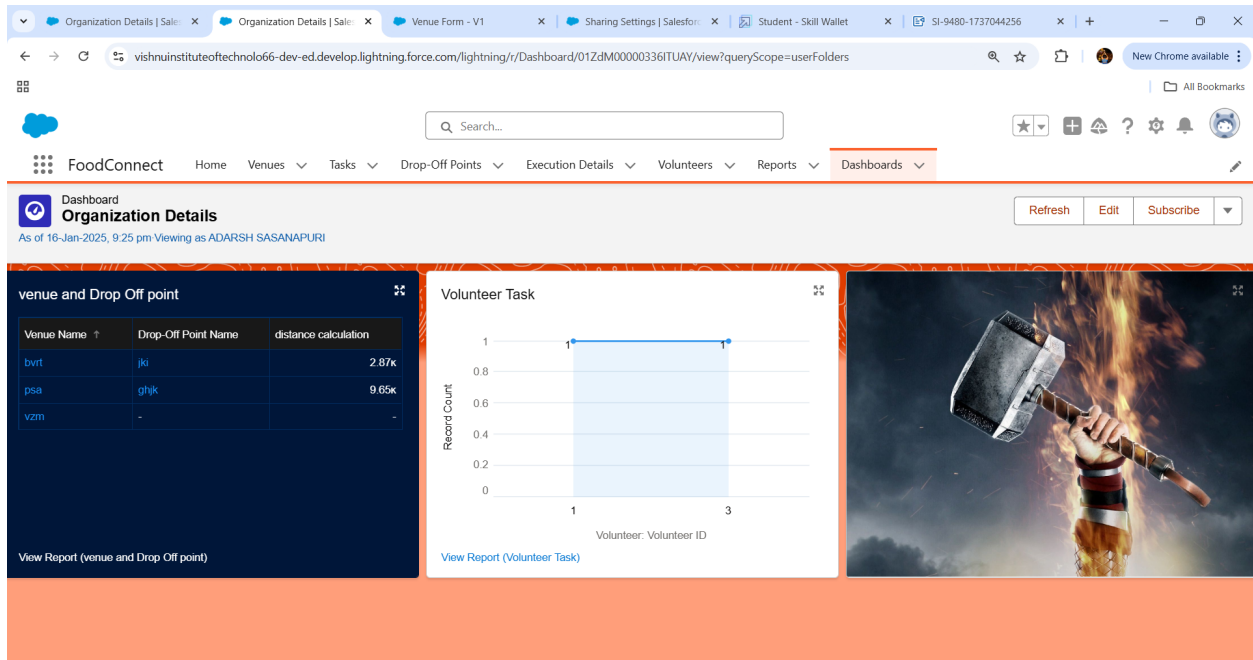 Organization Details | Sale
Organization Details | Sale
Venue Form - V1
Sharing Settings | Salesforc
Student - Skill Wallet
SI-9480-1737044256
vishnuinstituteoftechnolo66-dev-ed.develop.lightning.force.com/lightning/r/Dashboard/01ZdM00000336ITUAY/view?queryScope=userFolders
New Chrome available
All Bookmarks
Search...
FoodConnect
Home
Venues
Tasks
Drop-Off Points
Execution Details
Volunteers
Reports
Dashboards
Dashboard
Organization Details
As of 16-Jan-2025, 9:25 pm·Viewing as ADARSH SASANAPURI
Refresh
Edit
Subscribe
venue and Drop Off point
Venue Name ↑ Drop-Off Point Name distance calculation
bvrt jki 2.87K
psa ghjk 9.65K
vzm - -
View Report (venue and Drop Off point)
Volunteer Task
Record Count
1
0.8
0.6
0.4
0.2
0
1
1
1
3
Volunteer: Volunteer ID
View Report (Volunteer Task)